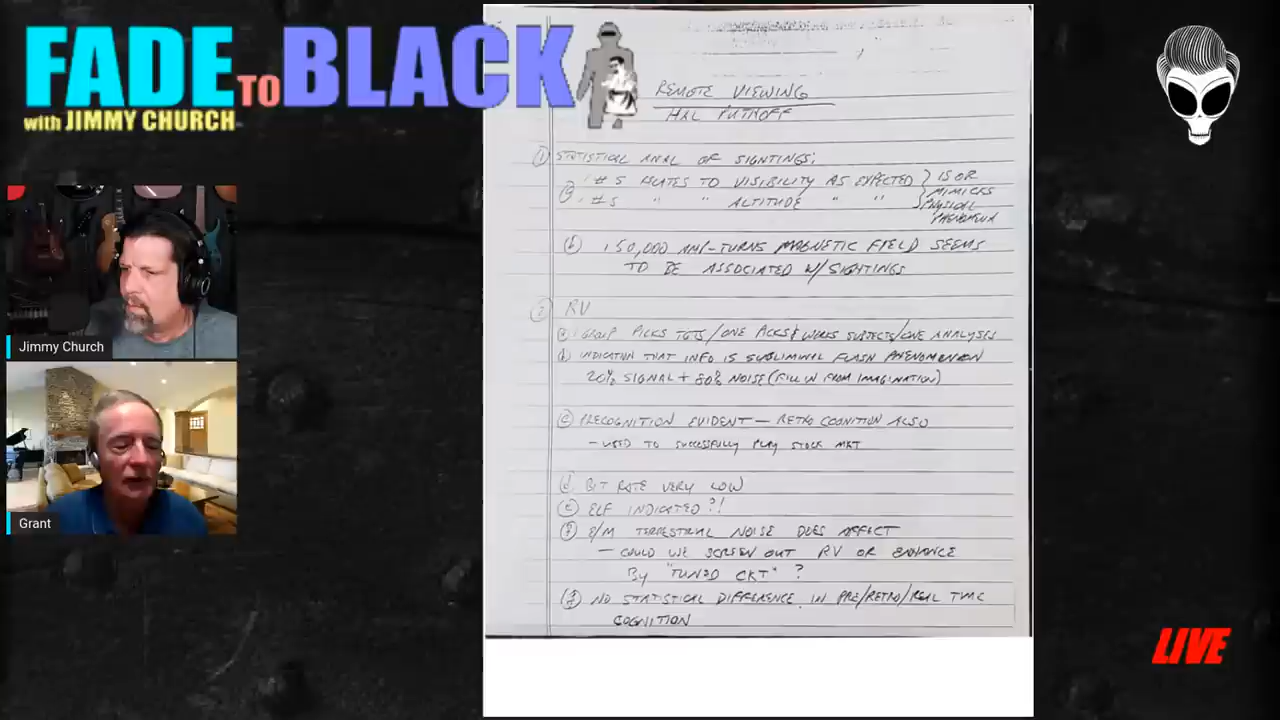 FADE TO BLACK
with JIMMY CHURCH
Jimmy Church
Grant
REMOTE VIEWING
HAL PUTHOFF
① STATISTICAL ANAL OF SIGHTINGS:
#S RLATES TO VISIBILITY AS EXPECTED } IS OR
#S " " ALTITUDE " " MIMICES
PHYSICAL
PHENOMENA
ⓑ 150,000 AMP-TURNS MAGNETIC FIELD SEEMS
TO BE ASSOCIATED W/SIGHTINGS
② RV
ⓐ GROUP PICKS TGTS/ONE PICKS & WORKS SUBJECTS/ONE ANALYSES
ⓑ INDICATION THAT INFO IS SUBLIMINAL FLASH PHENOMENON
20% SIGNAL + 80% NOISE (FILL IN FROM IMAGINATION)
ⓒ PRECOGNITION EVIDENT — RETRO COGNITION ALSO
- USED TO SUCCESSFULLY PLAY STOCK MKT
ⓓ BIT RATE VERY LOW
ⓔ ELF INDICATED?!
ⓕ E/M TERRESTRIAL NOISE DOES AFFECT
- COULD WE SCREEN OUT RV OR ENHANCE
BY "TUNED CKT" ?
ⓖ NO STATISTICAL DIFFERENCE IN PRE/RETRO/REAL TIME
COGNITION
LIVE